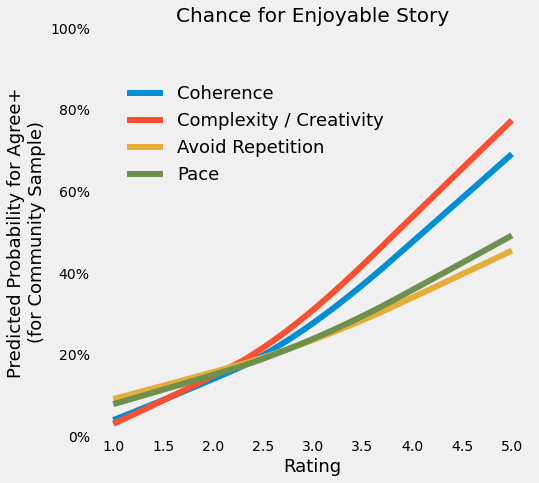 Chance for Enjoyable Story
100%
80%
60%
40%
20%
0%
Predicted Probability for Agree+
(for Community Sample)
Coherence
Complexity / Creativity
Avoid Repetition
Pace
1.0 1.5 2.0 2.5 3.0 3.5 4.0 4.5 5.0
Rating